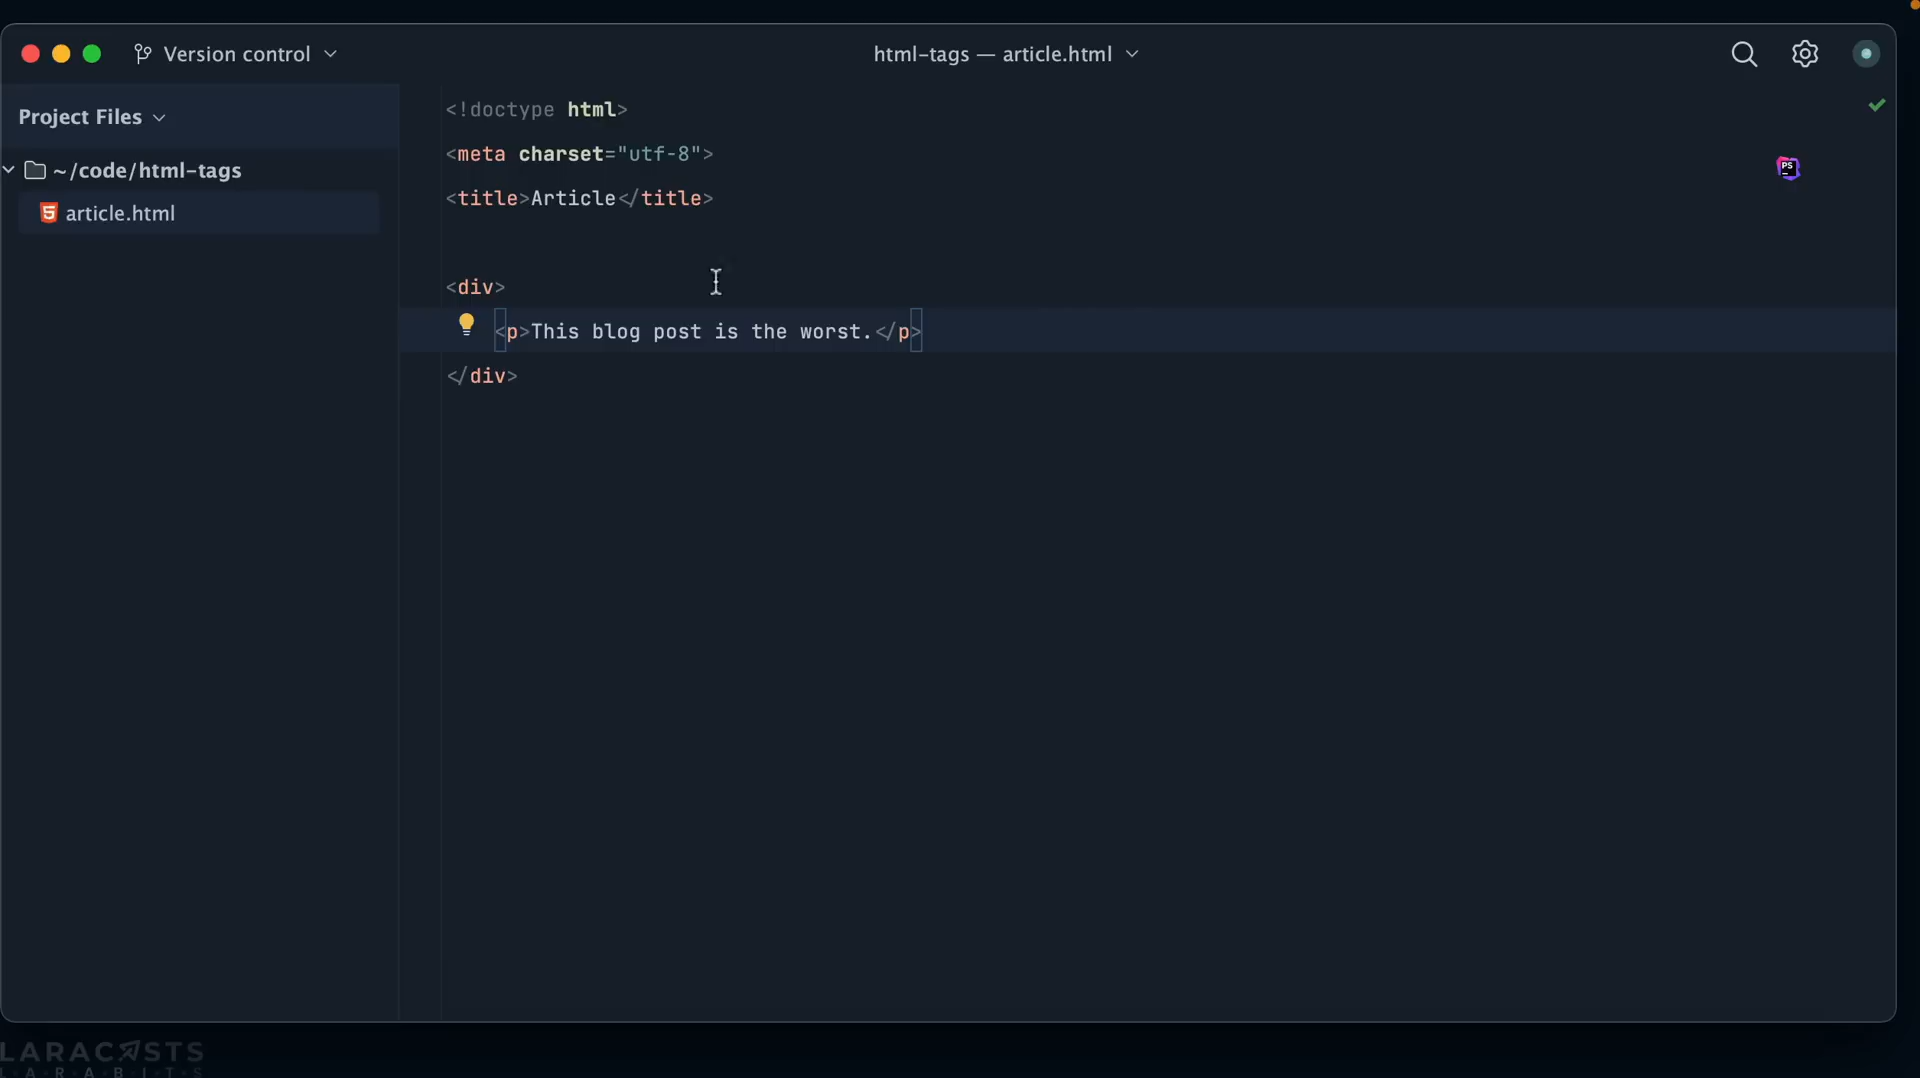 Version control
html-tags — article.html
Project Files
~/code/html-tags
article.html
<!doctype html>
<meta charset="utf-8">
<title>Article</title>
<div>
<p>This blog post is the worst.</p>
</div>
PS
LARACASTS
L·A·R·A·B·I·T·S